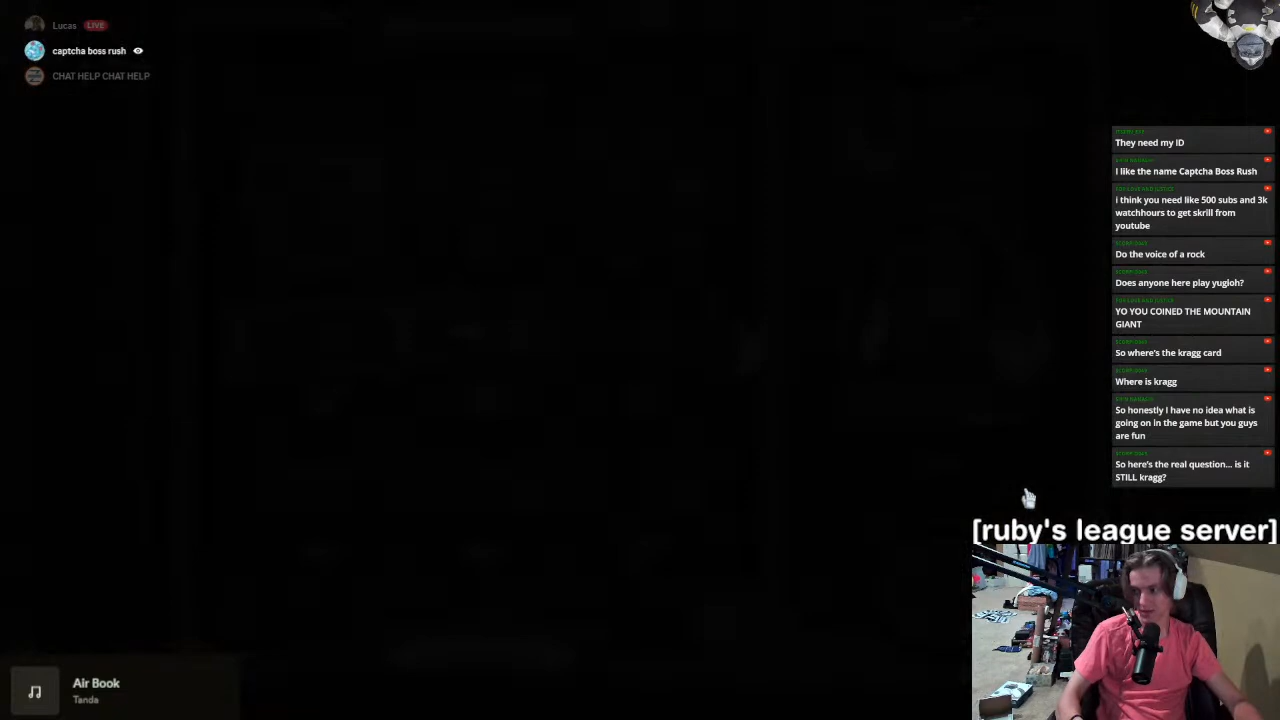 Lucas LIVE
captcha boss rush
CHAT HELP CHAT HELP
They need my ID
I like the name Captcha Boss Rush
i think you need like 500 subs and 3k
watchhours to get skrill from
youtube
Do the voice of a rock
Does anyone here play yugioh?
YO YOU COINED THE MOUNTAIN
GIANT
So where's the kragg card
Where is kragg
So honestly I have no idea what is
going on in the game but you guys
are fun
So here's the real question... is it
STILL kragg?
[ruby's league server]
Air Book
Tanda